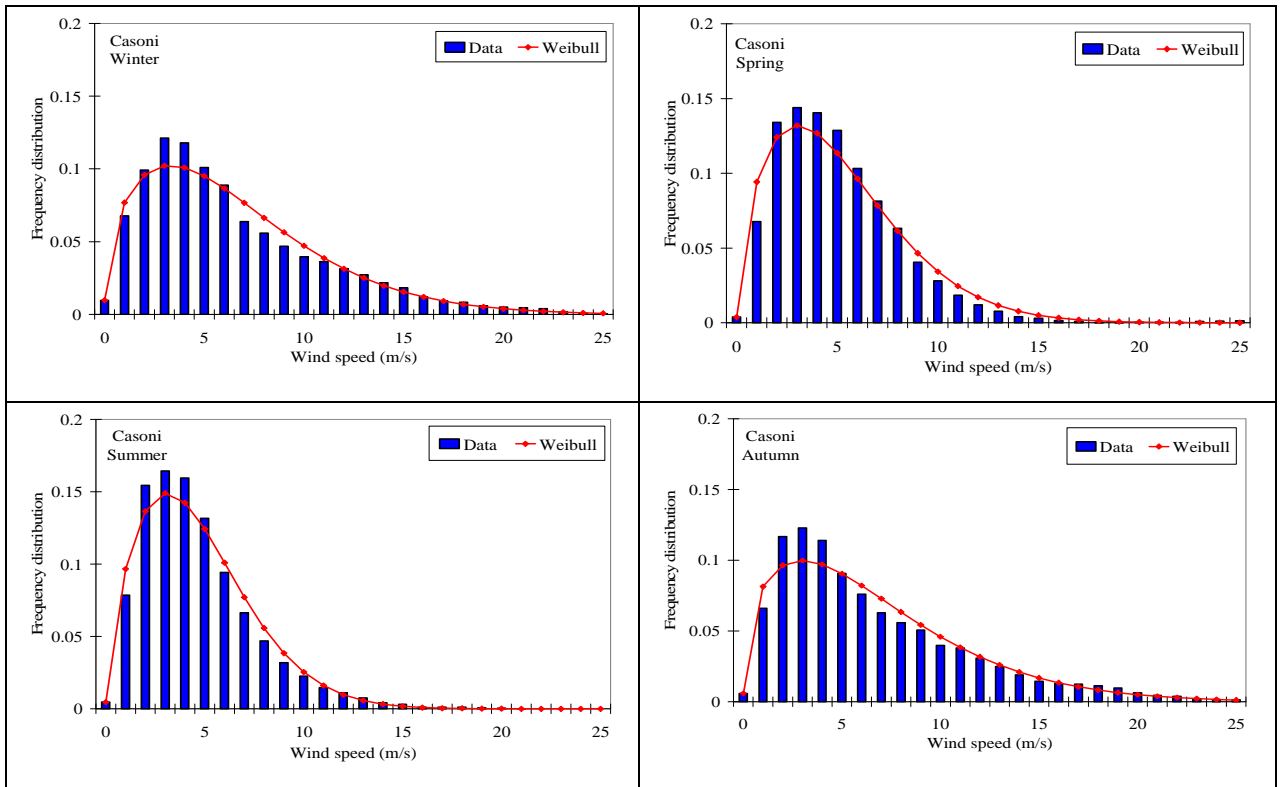 Casoni
Winter
Data Weibull
0.2
0.15
0.1
0.05
0
Frequency distribution
0 5 10 15 20 25
Wind speed (m/s)
Casoni
Spring
Data Weibull
0.2
0.15
0.1
0.05
0
Frequency distribution
0 5 10 15 20 25
Wind speed (m/s)
Casoni
Summer
Data Weibull
0.2
0.15
0.1
0.05
0
Frequency distribution
0 5 10 15 20 25
Wind speed (m/s)
Casoni
Autumn
Data Weibull
0.2
0.15
0.1
0.05
0
Frequency distribution
0 5 10 15 20 25
Wind speed (m/s)